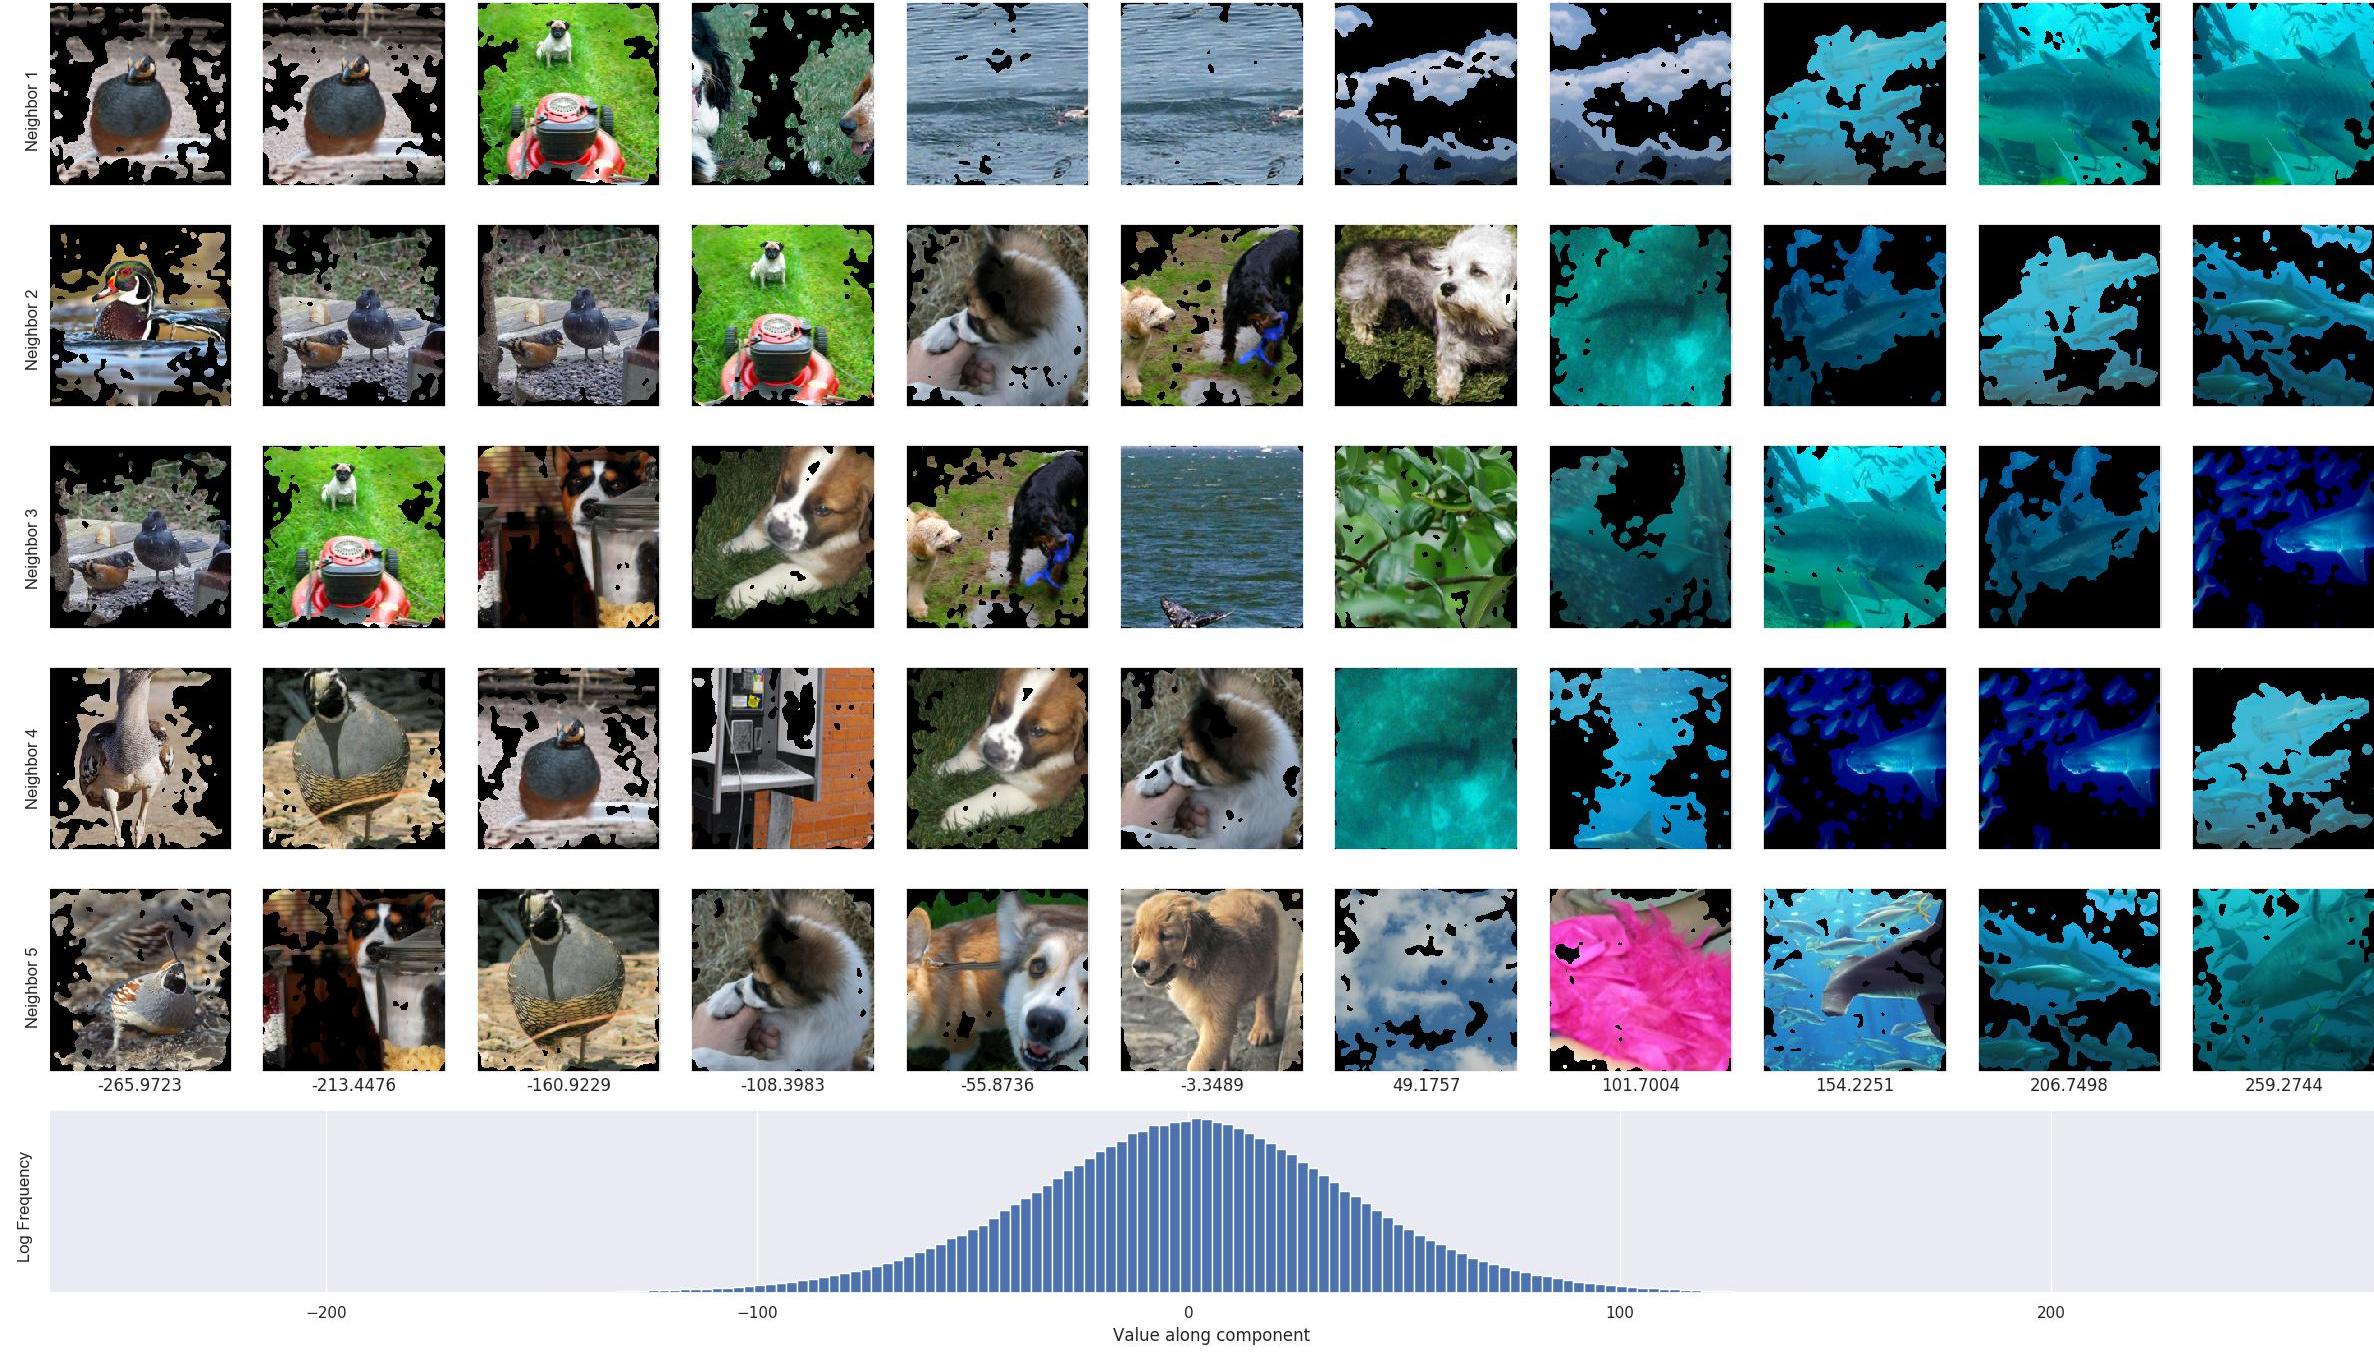 Neighbor 1
Neighbor 2
Neighbor 3
Neighbor 4
Neighbor 5
-265.9723 -213.4476 -160.9229 -108.3983 -55.8736 -3.3489 49.1757 101.7004 154.2251 206.7498 259.2744
Log Frequency
−200 −100 0 100 200
Value along component